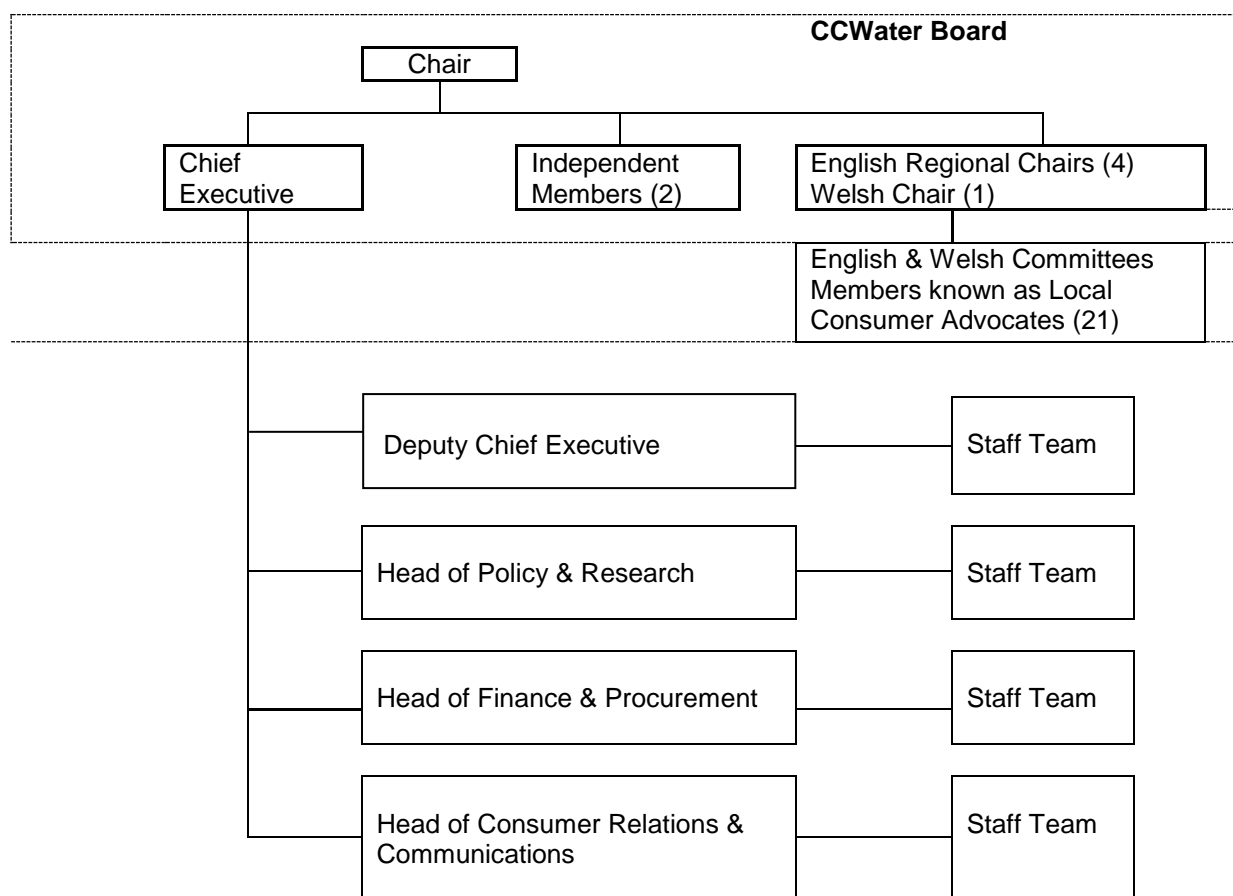 CCWater Board
Chair
Chief
Executive
Independent
Members (2)
English Regional Chairs (4)
Welsh Chair (1)
English & Welsh Committees
Members known as Local
Consumer Advocates (21)
Deputy Chief Executive
Staff Team
Head of Policy & Research
Staff Team
Head of Finance & Procurement
Staff Team
Head of Consumer Relations &
Communications
Staff Team